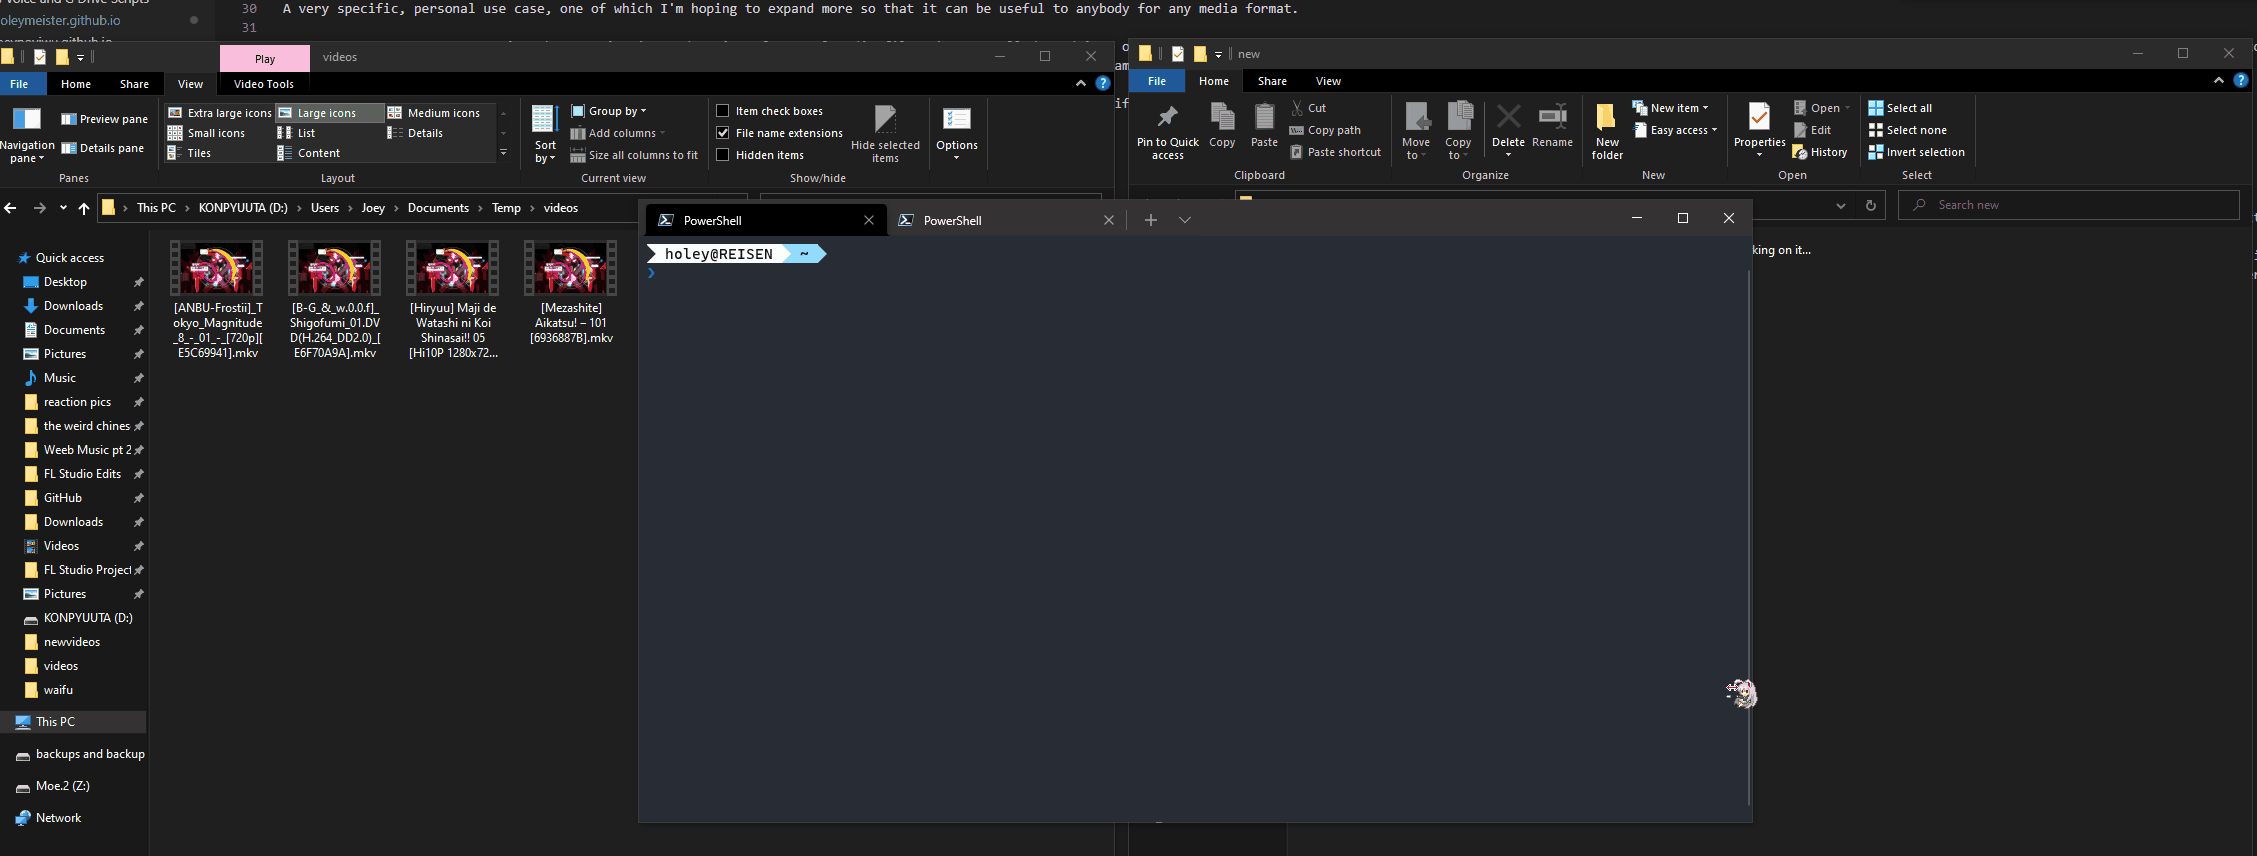 Voice and G Drive Scripts
oleymeister.github.io
30 A very specific, personal use case, one of which I'm hoping to expand more so that it can be useful to anybody for any media format.
31
Play
videos
File
Home
Share
View
Video Tools
Navigation pane
Preview pane
Details pane
Panes
Extra large icons
Large icons
Medium icons
Small icons
List
Details
Tiles
Content
Layout
Sort by
Group by
Add columns
Size all columns to fit
Current view
Item check boxes
File name extensions
Hidden items
Hide selected items
Show/hide
Options
This PC > KONPYUUTA (D:) > Users > Joey > Documents > Temp > videos
Quick access
Desktop
Downloads
Documents
Pictures
Music
reaction pics
the weird chines
Weeb Music pt 2
FL Studio Edits
GitHub
Downloads
Videos
FL Studio Project
Pictures
KONPYUUTA (D:)
newvideos
videos
waifu
This PC
backups and backup
Moe.2 (Z:)
Network
[ANBU-Frostii]_T
okyo_Magnitude
_8_-_01_-_[720p][
E5C69941].mkv
[B-G_&_w.0.0.f]_
Shigofumi_01.DV
D(H.264_DD2.0)_[
E6F70A9A].mkv
[Hiryuu] Maji de
Watashi ni Koi
Shinasai!! 05
[Hi10P 1280x72...
[Mezashite]
Aikatsu! – 101
[6936887B].mkv
PowerShell
PowerShell
holey@REISEN ~
❯
new
File
Home
Share
View
Pin to Quick access
Copy
Paste
Cut
Copy path
Paste shortcut
Clipboard
Move to
Copy to
Delete
Rename
Organize
New folder
New item
Easy access
New
Properties
Open
Edit
History
Open
Select all
Select none
Invert selection
Select
Search new
king on it...